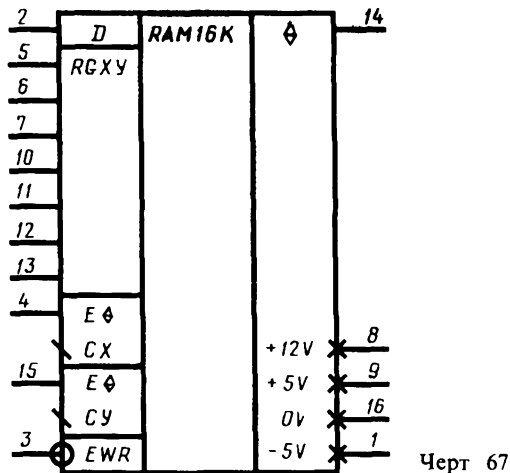 2 D RAM16K ◊ 14
5 RGXY
6
7
10
11
12
13
4 E◊
CX +12V 8
15 E◊ +5V 9
CY 0V 16
3 EWR -5V 1
Черт 67